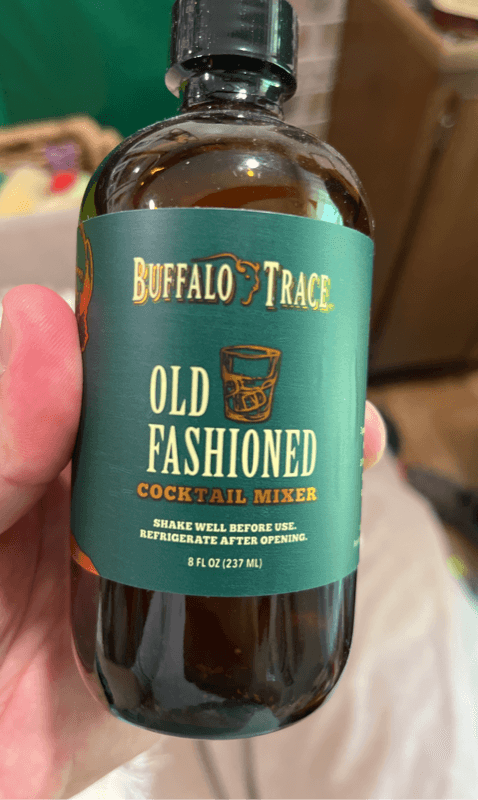 BUFFALO TRACE
OLD
FASHIONED
COCKTAIL MIXER
SHAKE WELL BEFORE USE.
REFRIGERATE AFTER OPENING.
8 FL OZ (237 ML)